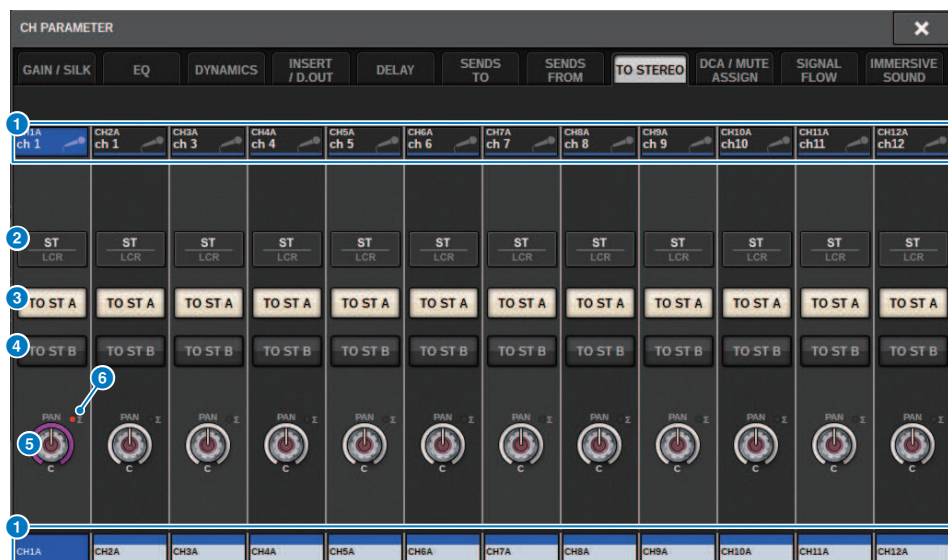 CH PARAMETER
GAIN / SILK EQ DYNAMICS INSERT / D.OUT DELAY SENDS TO SENDS FROM TO STEREO DCA / MUTE ASSIGN SIGNAL FLOW IMMERSIVE SOUND
1
CH1A CH2A CH3A CH4A CH5A CH6A CH7A CH8A CH9A CH10A CH11A CH12A
ch 1 ch 1 ch 3 ch 4 ch 5 ch 6 ch 7 ch 8 ch 9 ch10 ch11 ch12
2
ST ST ST ST ST ST ST ST ST ST ST ST
LCR LCR LCR LCR LCR LCR LCR LCR LCR LCR LCR LCR
3
TO ST A TO ST A TO ST A TO ST A TO ST A TO ST A TO ST A TO ST A TO ST A TO ST A TO ST A TO ST A
4
TO ST B TO ST B TO ST B TO ST B TO ST B TO ST B TO ST B TO ST B TO ST B TO ST B TO ST B TO ST B
6
PAN Σ PAN Σ PAN Σ PAN Σ PAN Σ PAN Σ PAN Σ PAN Σ PAN Σ PAN Σ PAN Σ PAN Σ
5
C C C C C C C C C C C C
1
CH1A CH2A CH3A CH4A CH5A CH6A CH7A CH8A CH9A CH10A CH11A CH12A